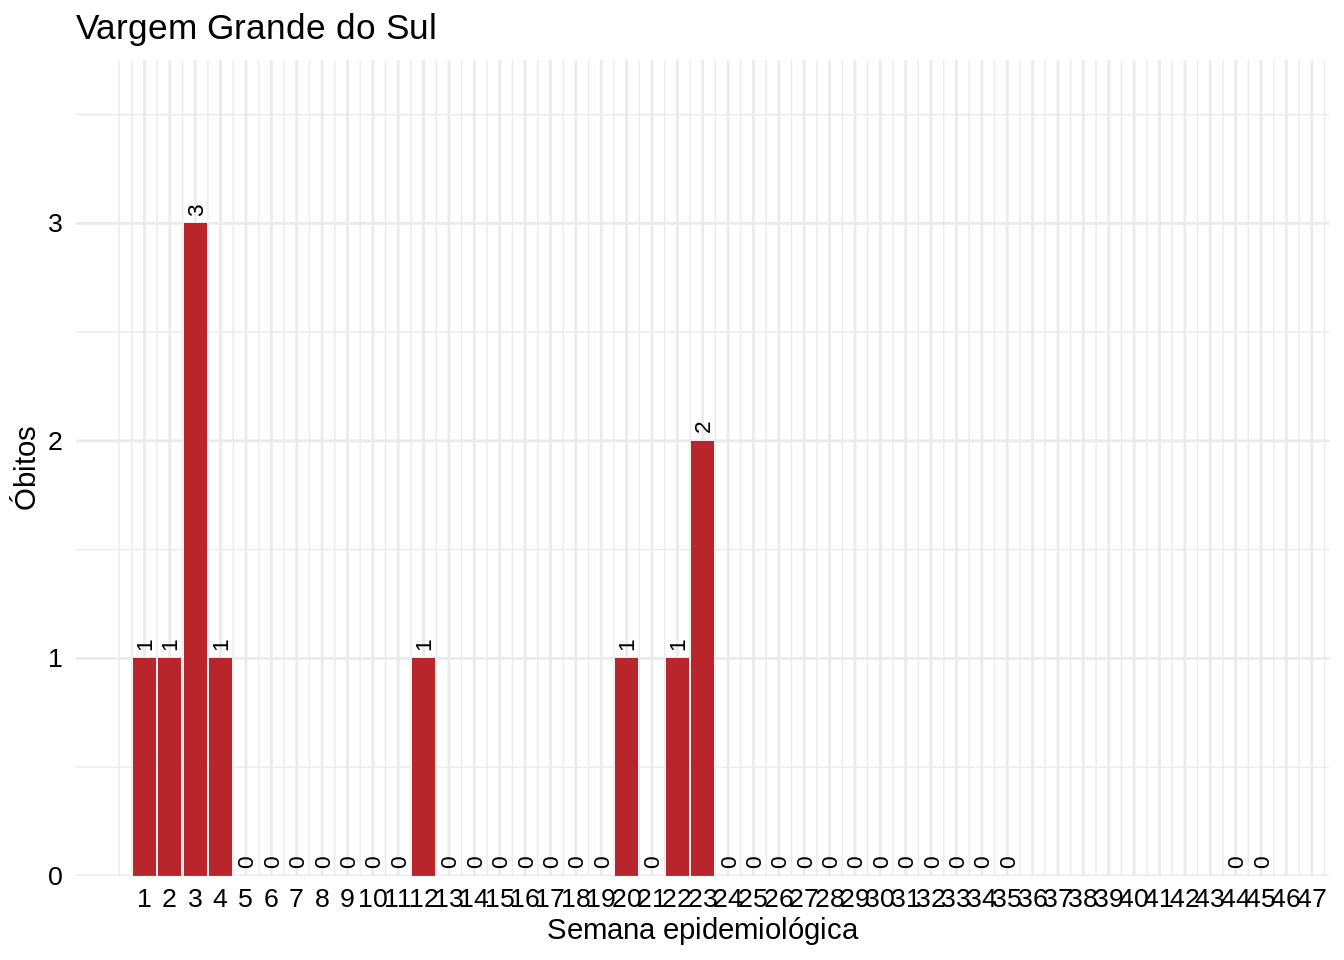 Vargem Grande do Sul
Óbitos
3
2
1
0
1 1 3 1 0 0 0 0 0 0 0 1 0 0 0 0 0 0 0 1 0 1 2 0 0 0 0 0 0 0 0 0 0 0 0 0 0
1 2 3 4 5 6 7 8 9 10 11 12 13 14 15 16 17 18 19 20 21 22 23 24 25 26 27 28 29 30 31 32 33 34 35 36 37 38 39 40 41 42 43 44 45 46 47
Semana epidemiológica